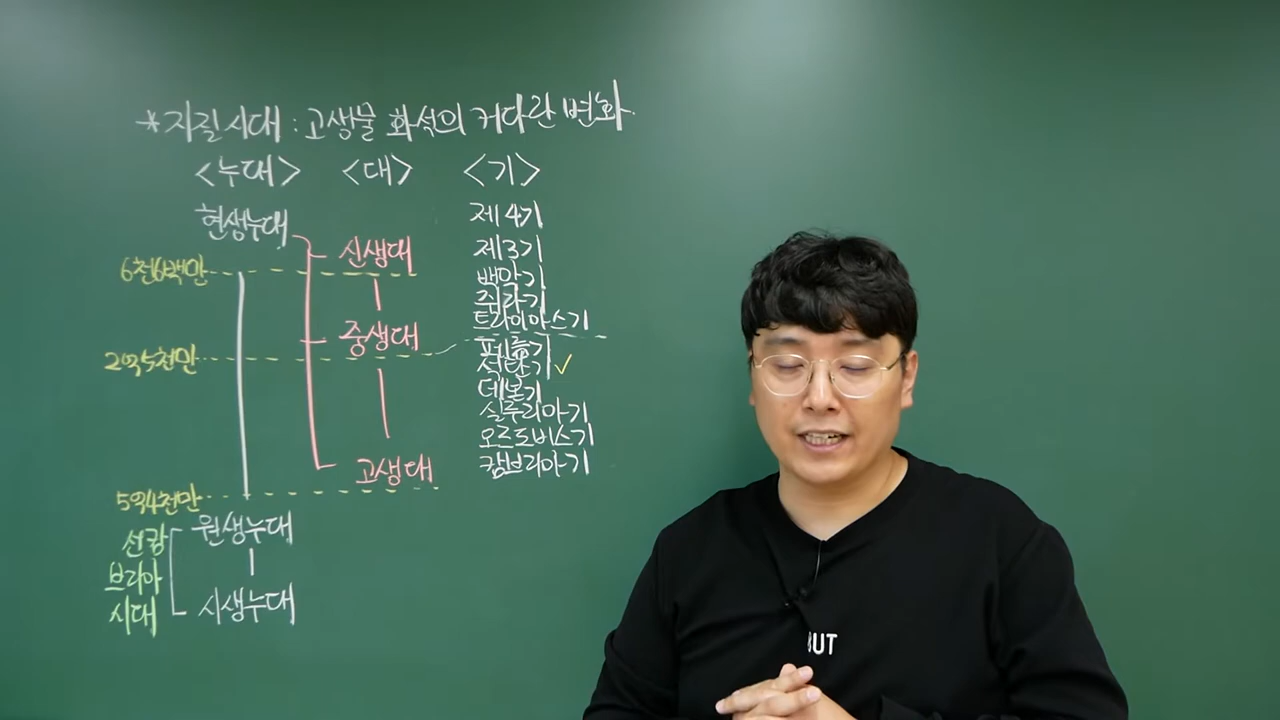 *지질시대 : 고생물 화석의 커다란 변화.
<누대> <대> <기>
현생누대
신생대
중생대
고생대
제4기
제3기
백악기
쥐라기
트라이아스기
페름기
석탄기 ✓
데본기
실루리아기
오르도비스기
캄브리아기
6천6백만
2억5천만
5억4천만
선캄
브리아
시대
원생누대
시생누대
BUT